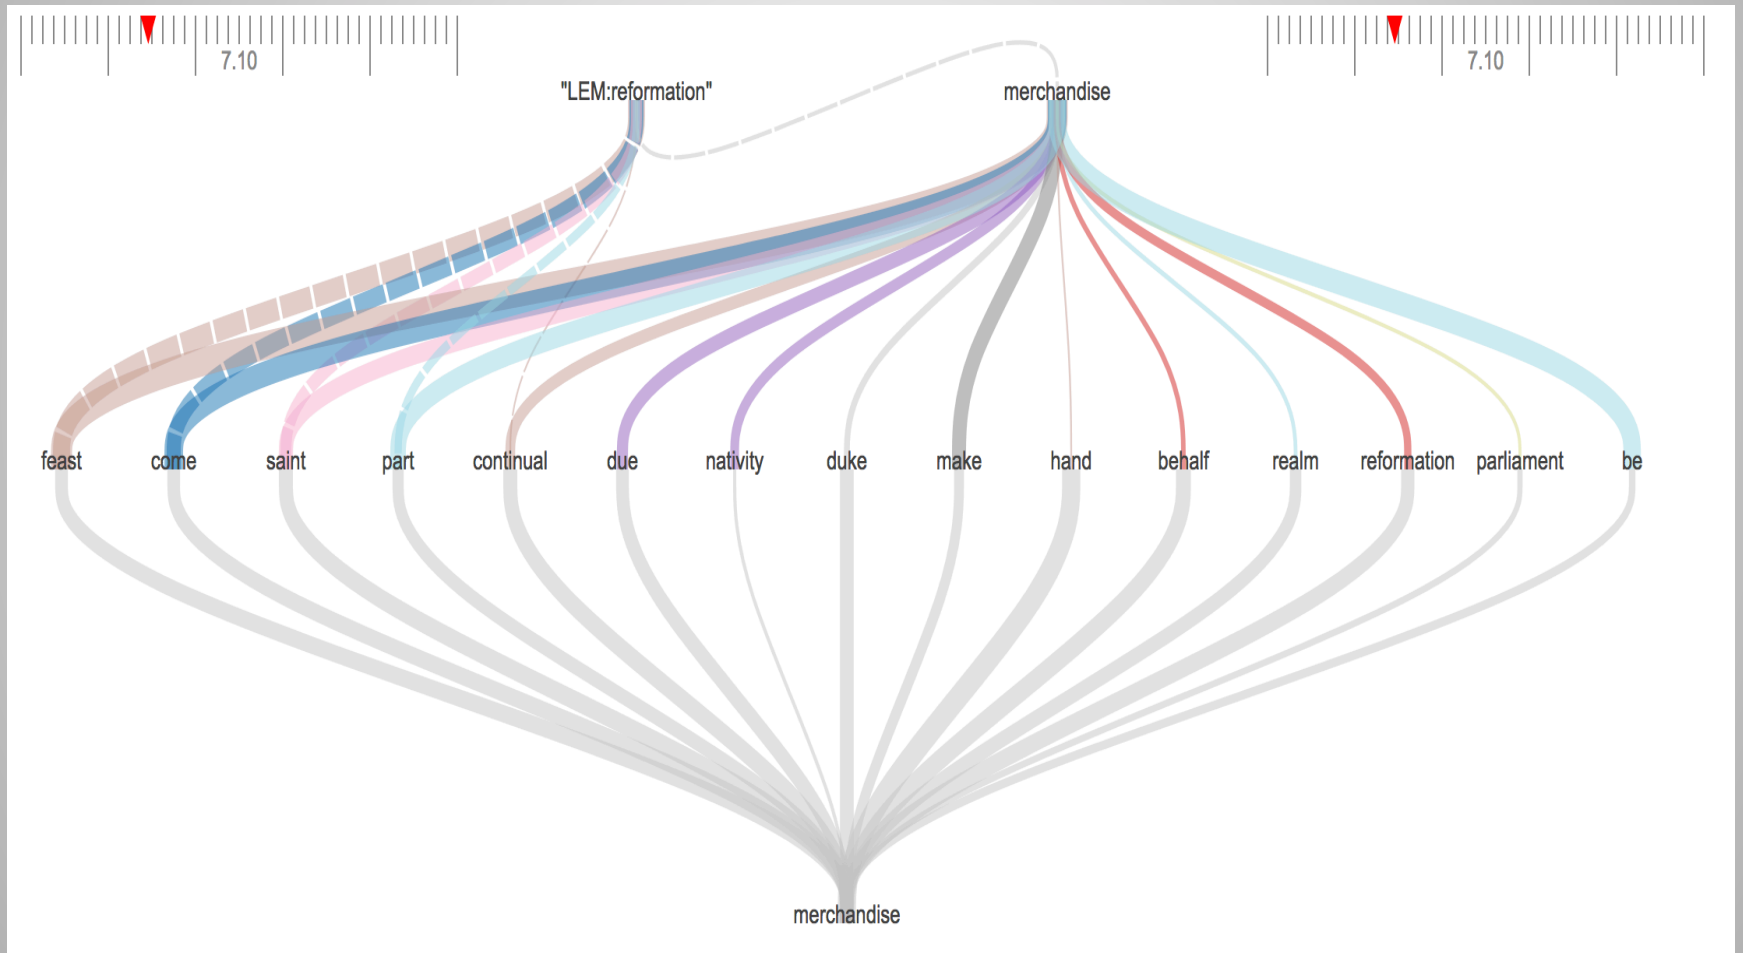 7.10 7.10
"LEM:reformation" merchandise
feast come saint part continual due nativity duke make hand behalf realm reformation parliament be
merchandise